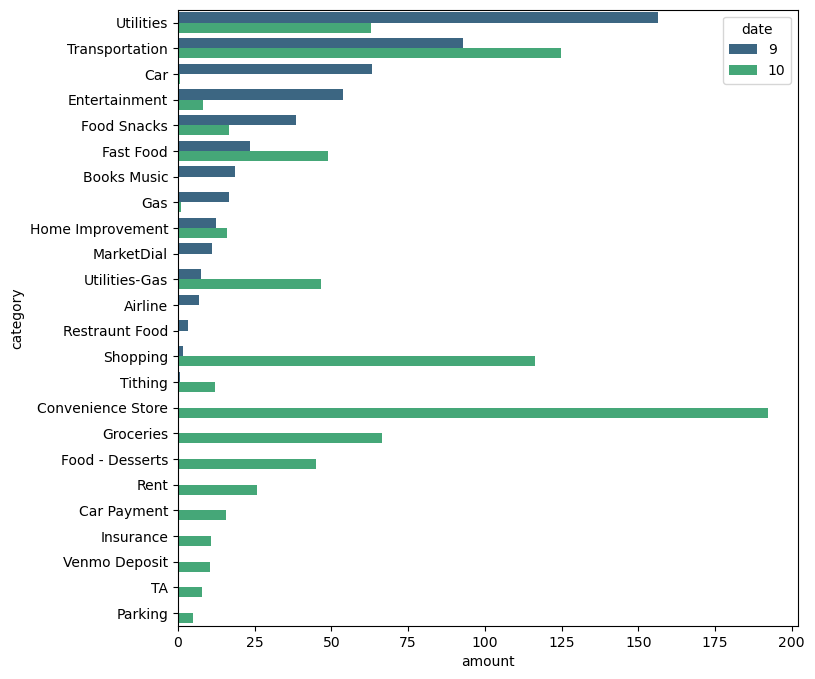 Utilities
Transportation
Car
Entertainment
Food Snacks
Fast Food
Books Music
Gas
Home Improvement
MarketDial
Utilities-Gas
Airline
Restraunt Food
Shopping
Tithing
Convenience Store
Groceries
Food - Desserts
Rent
Car Payment
Insurance
Venmo Deposit
TA
Parking
category
date
9
10
0 25 50 75 100 125 150 175 200
amount